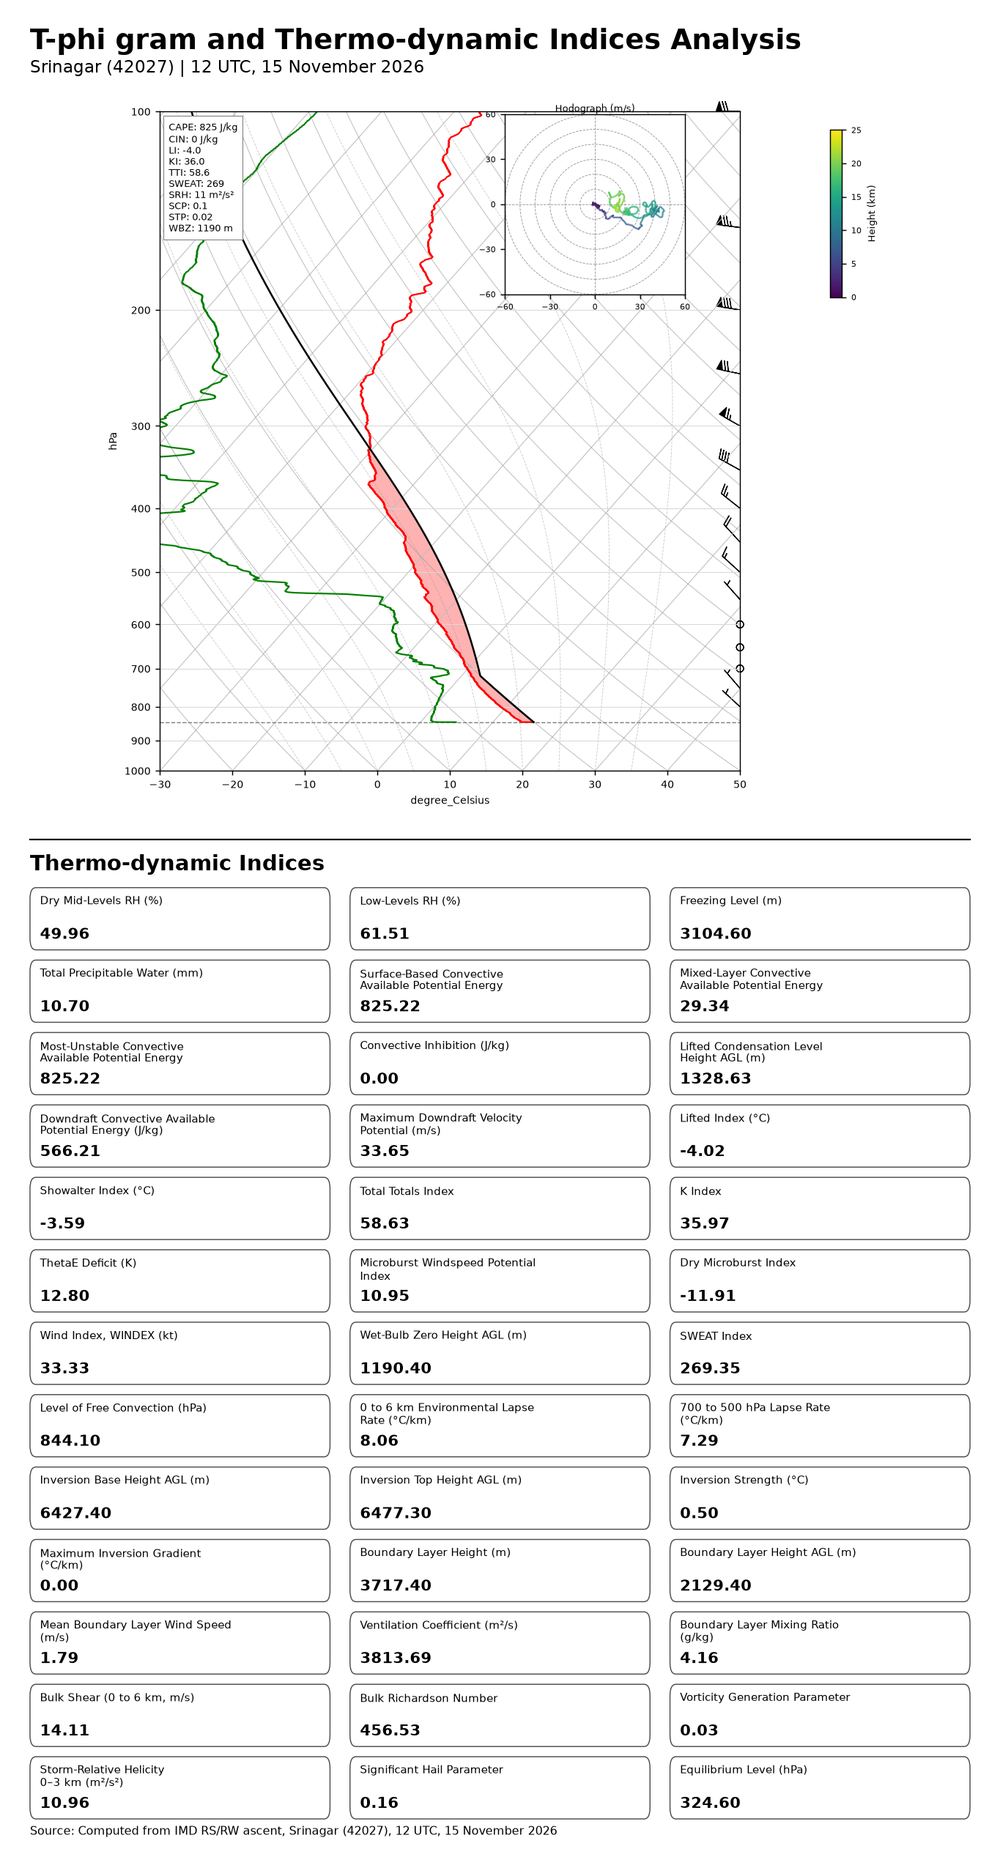 T-phi gram and Thermo-dynamic Indices Analysis
Srinagar (42027) | 12 UTC, 15 November 2026
Hodograph (m/s)
CAPE: 825 J/kg
CIN: 0 J/kg
LI: -4.0
KI: 36.0
TTI: 58.6
SWEAT: 269
SRH: 11 m²/s²
SCP: 0.1
STP: 0.02
WBZ: 1190 m
100
200
300
400
500
600
700
800
900
1000
hPa
−30
−20
−10
0
10
20
30
40
50
degree_Celsius
60
30
0
−30
−60
−60
−30
0
30
60
25
20
15
10
5
0
Height (km)
Thermo-dynamic Indices
Dry Mid-Levels RH (%)
49.96
Low-Levels RH (%)
61.51
Freezing Level (m)
3104.60
Total Precipitable Water (mm)
10.70
Surface-Based Convective
Available Potential Energy
825.22
Mixed-Layer Convective
Available Potential Energy
29.34
Most-Unstable Convective
Available Potential Energy
825.22
Convective Inhibition (J/kg)
0.00
Lifted Condensation Level
Height AGL (m)
1328.63
Downdraft Convective Available
Potential Energy (J/kg)
566.21
Maximum Downdraft Velocity
Potential (m/s)
33.65
Lifted Index (°C)
-4.02
Showalter Index (°C)
-3.59
Total Totals Index
58.63
K Index
35.97
ThetaE Deficit (K)
12.80
Microburst Windspeed Potential
Index
10.95
Dry Microburst Index
-11.91
Wind Index, WINDEX (kt)
33.33
Wet-Bulb Zero Height AGL (m)
1190.40
SWEAT Index
269.35
Level of Free Convection (hPa)
844.10
0 to 6 km Environmental Lapse
Rate (°C/km)
8.06
700 to 500 hPa Lapse Rate
(°C/km)
7.29
Inversion Base Height AGL (m)
6427.40
Inversion Top Height AGL (m)
6477.30
Inversion Strength (°C)
0.50
Maximum Inversion Gradient
(°C/km)
0.00
Boundary Layer Height (m)
3717.40
Boundary Layer Height AGL (m)
2129.40
Mean Boundary Layer Wind Speed
(m/s)
1.79
Ventilation Coefficient (m²/s)
3813.69
Boundary Layer Mixing Ratio
(g/kg)
4.16
Bulk Shear (0 to 6 km, m/s)
14.11
Bulk Richardson Number
456.53
Vorticity Generation Parameter
0.03
Storm-Relative Helicity
0–3 km (m²/s²)
10.96
Significant Hail Parameter
0.16
Equilibrium Level (hPa)
324.60
Source: Computed from IMD RS/RW ascent, Srinagar (42027), 12 UTC, 15 November 2026